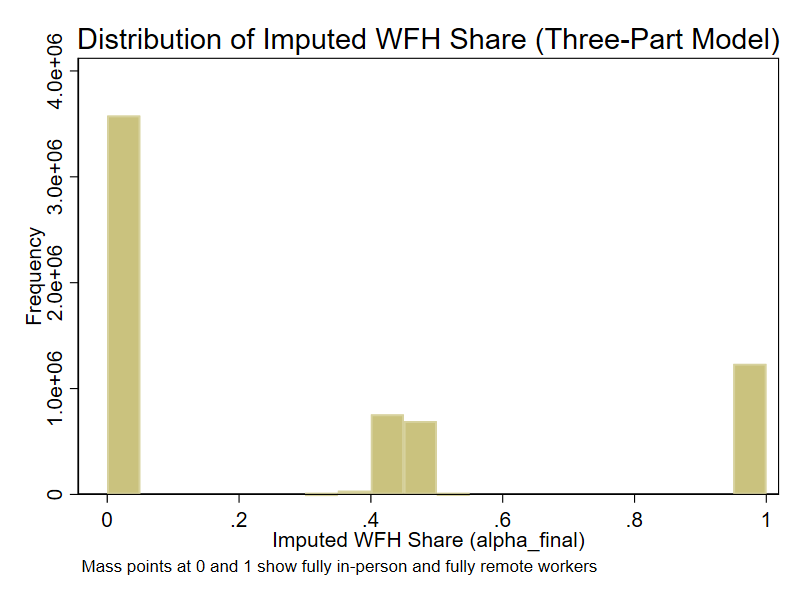 Distribution of Imputed WFH Share (Three-Part Model)
4.0e+06
3.0e+06
2.0e+06
1.0e+06
0
Frequency
0 .2 .4 .6 .8 1
Imputed WFH Share (alpha_final)
Mass points at 0 and 1 show fully in-person and fully remote workers